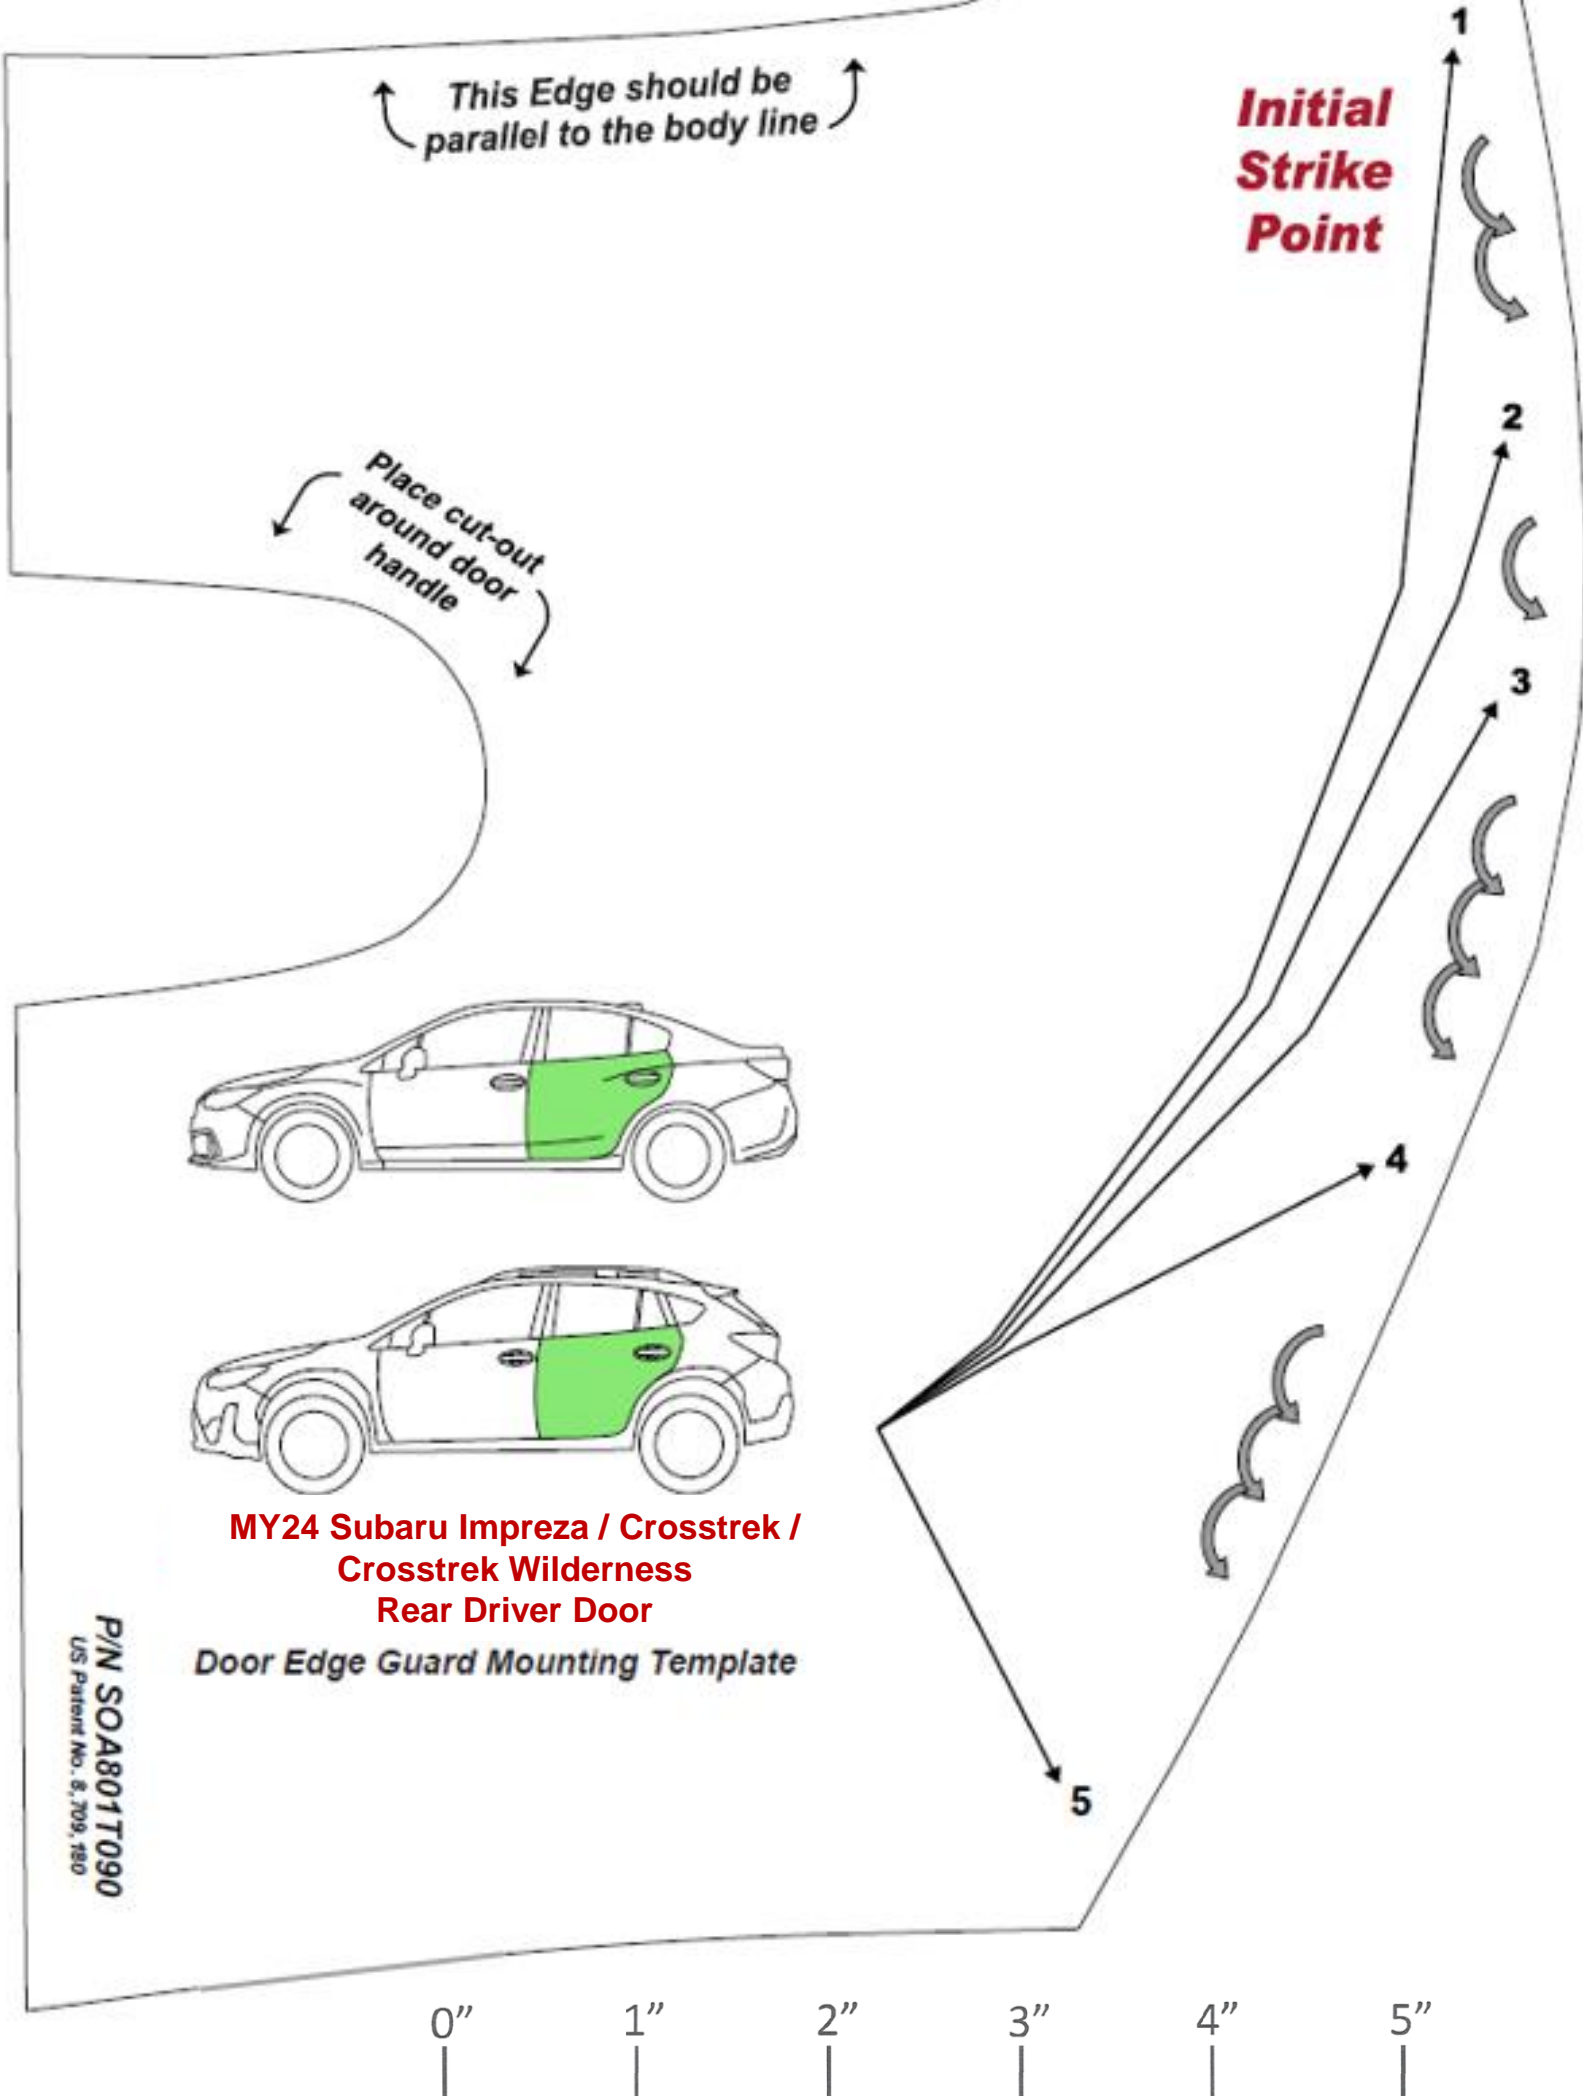 1
This Edge should be
parallel to the body line
Initial
Strike
Point
2
Place cut-out
around door
handle
3
4
MY24 Subaru Impreza / Crosstrek /
Crosstrek Wilderness
Rear Driver Door
Door Edge Guard Mounting Template
P/N SOA801T090
US Patent No. 8,709,180
5
0” 1” 2” 3” 4” 5”